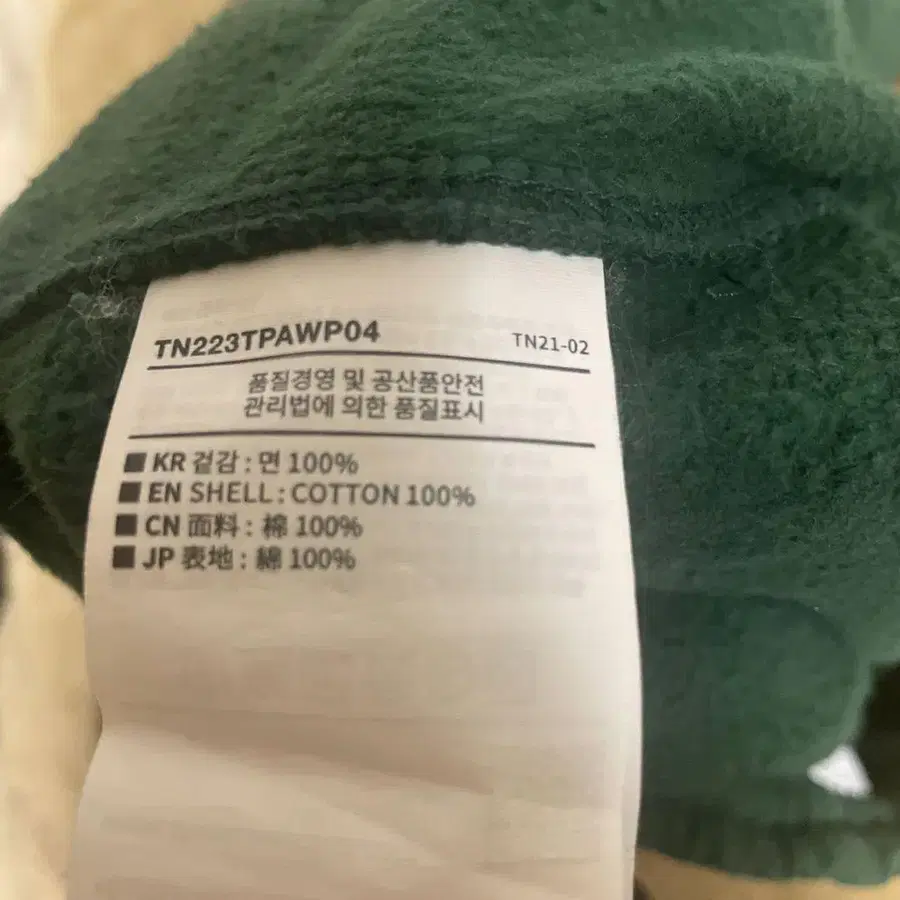 TN223TPAWP04
TN21-02
품질경영 및 공산품안전
관리법에 의한 품질표시
■ KR 겉감 : 면 100%
■ EN SHELL : COTTON 100%
■ CN 面料 : 棉 100%
■ JP 表地 : 綿 100%